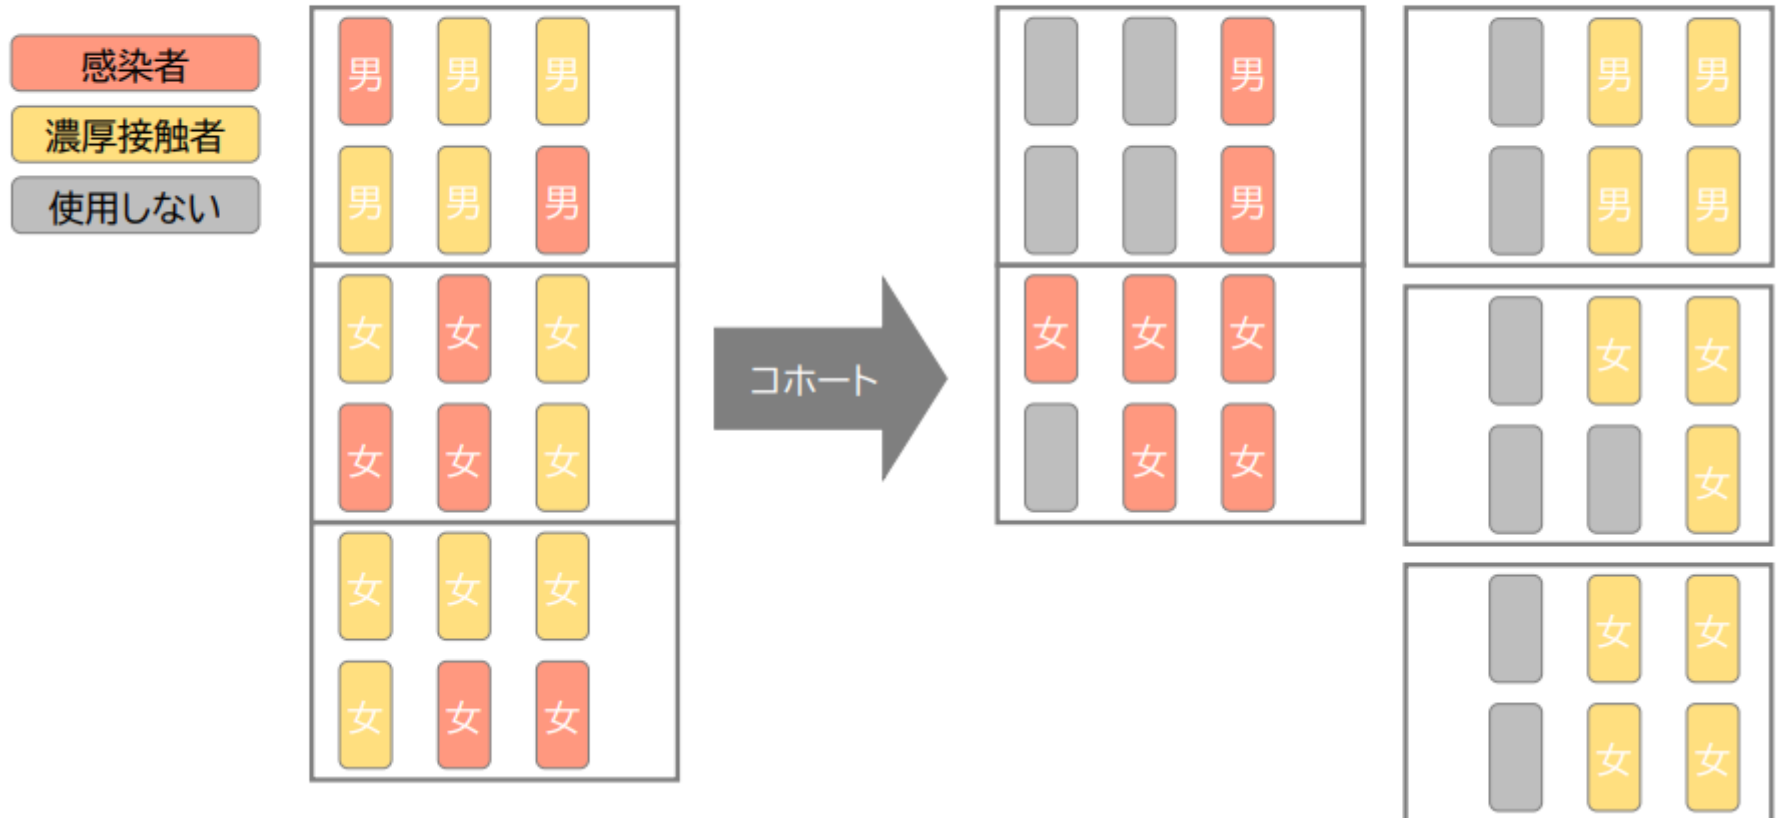 感染者
濃厚接触者
使用しない
男 男 男
男 男 男
女 女 女
女 女 女
女 女 女
女 女 女
コホート
男
男
女 女 女
女 女
男 男
男 男
女 女
女
女 女
女 女